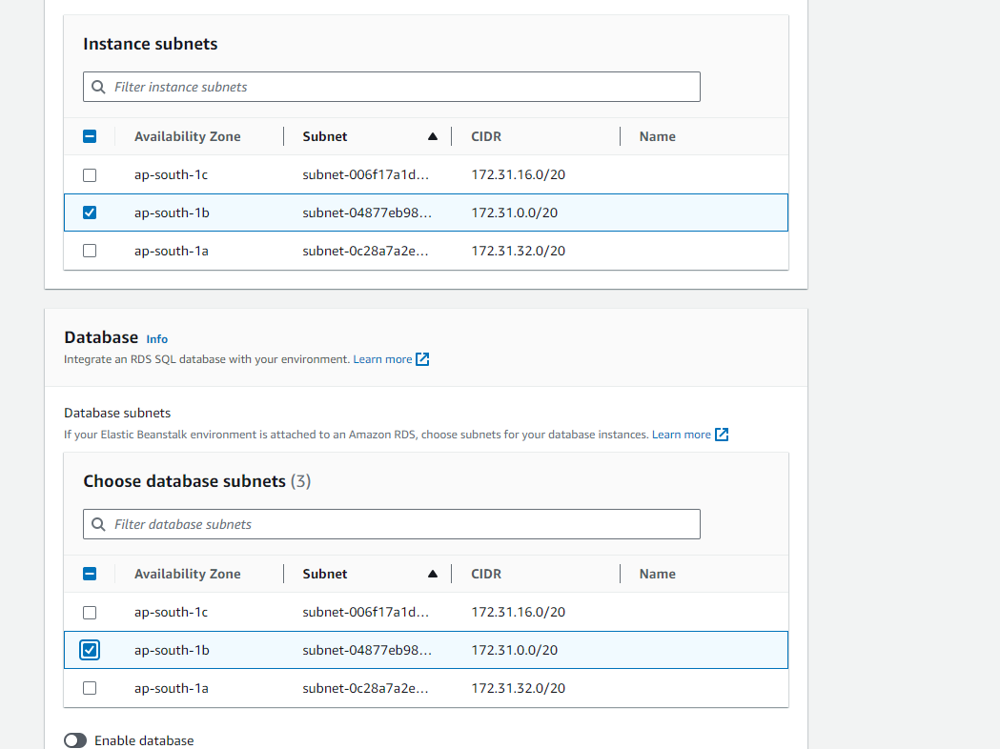 Instance subnets
Filter instance subnets
Availability Zone Subnet CIDR Name
ap-south-1c subnet-006f17a1d... 172.31.16.0/20
ap-south-1b subnet-04877eb98... 172.31.0.0/20
ap-south-1a subnet-0c28a7a2e... 172.31.32.0/20
Database Info
Integrate an RDS SQL database with your environment. Learn more
Database subnets
If your Elastic Beanstalk environment is attached to an Amazon RDS, choose subnets for your database instances. Learn more
Choose database subnets (3)
Filter database subnets
Availability Zone Subnet CIDR Name
ap-south-1c subnet-006f17a1d... 172.31.16.0/20
ap-south-1b subnet-04877eb98... 172.31.0.0/20
ap-south-1a subnet-0c28a7a2e... 172.31.32.0/20
Enable database